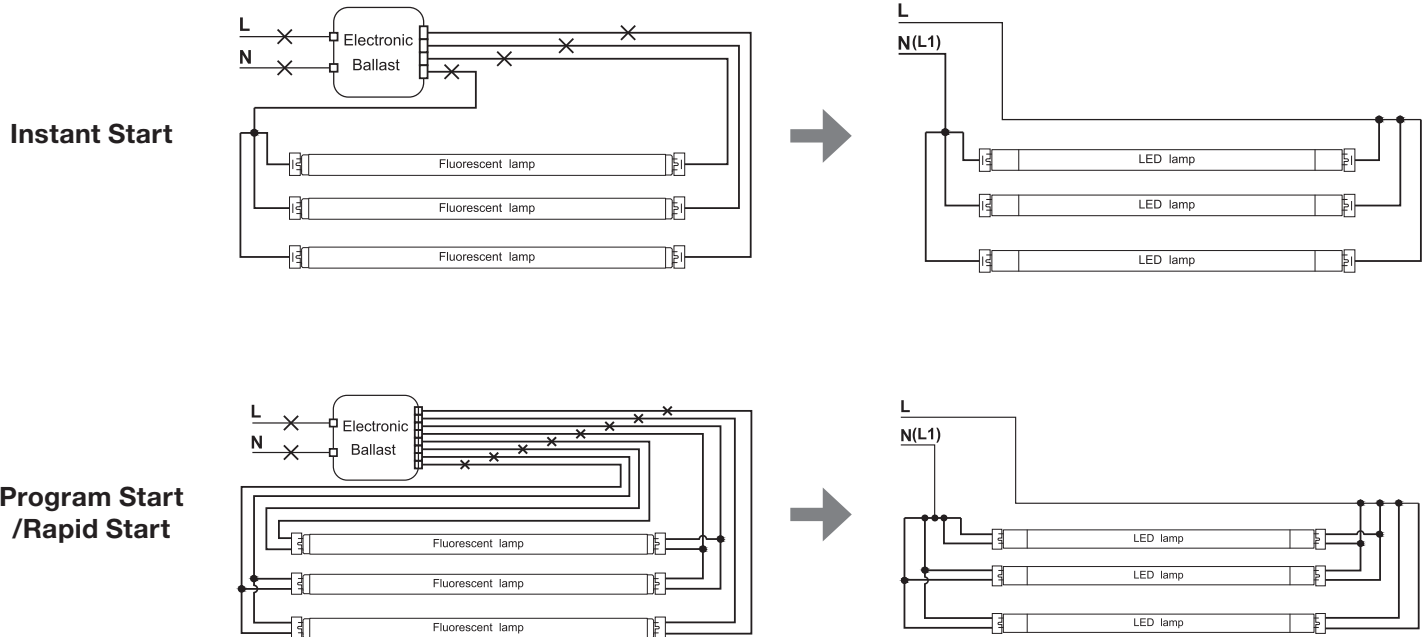 Instant Start
L
N
Electronic
Ballast
Fluorescent lamp
Fluorescent lamp
Fluorescent lamp
L
N(L1)
LED lamp
LED lamp
LED lamp
Program Start
/Rapid Start
L
N
Electronic
Ballast
Fluorescent lamp
Fluorescent lamp
Fluorescent lamp
L
N(L1)
LED lamp
LED lamp
LED lamp